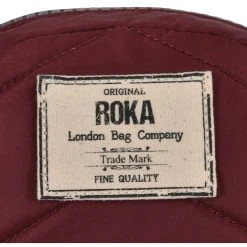 ORIGINAL
ROKA
London Bag Company
Trade Mark
FINE QUALITY